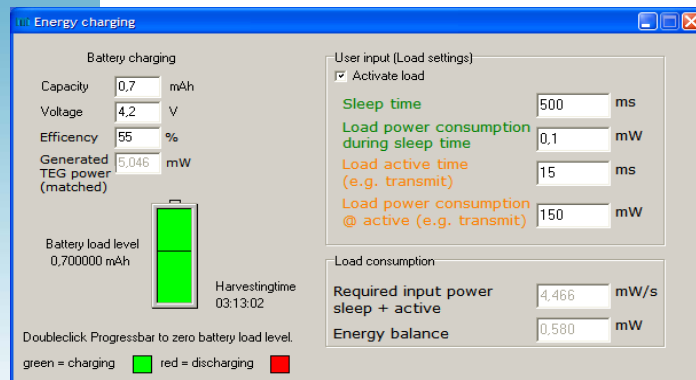 Energy charging
Battery charging
Capacity 0,7 mAh
Voltage 4,2 V
Efficency 55 %
Generated
TEG power
(matched) 5,046 mW
Battery load level
0,700000 mAh
Harvestingtime
03:13:02
Doubleclick Progressbar to zero battery load level.
green = charging red = discharging
User input (Load settings)
Activate load
Sleep time 500 ms
Load power consumption
during sleep time 0,1 mW
Load active time
(e.g. transmit) 15 ms
Load power consumption
@ active (e.g. transmit) 150 mW
Load consumption
Required input power
sleep + active 4,466 mW/s
Energy balance 0,580 mW